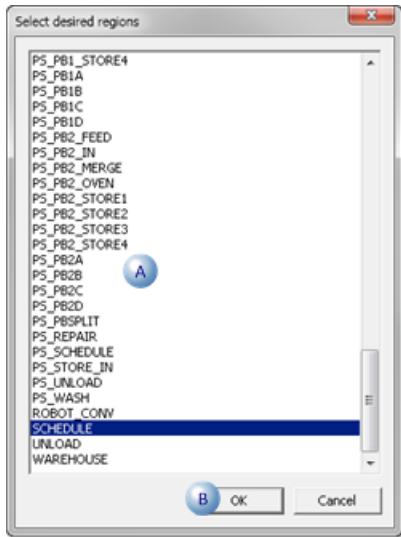 Select desired regions
PS_PB1_STORE4
PS_PB1A
PS_PB1B
PS_PB1C
PS_PB1D
PS_PB2_FEED
PS_PB2_IN
PS_PB2_MERGE
PS_PB2_OVEN
PS_PB2_STORE1
PS_PB2_STORE2
PS_PB2_STORE3
PS_PB2_STORE4
PS_PB2A
A
PS_PB2B
PS_PB2C
PS_PB2D
PS_PBSPLIT
PS_REPAIR
PS_SCHEDULE
PS_STORE_IN
PS_UNLOAD
PS_WASH
ROBOT_CONV
SCHEDULE
UNLOAD
WAREHOUSE
B OK Cancel